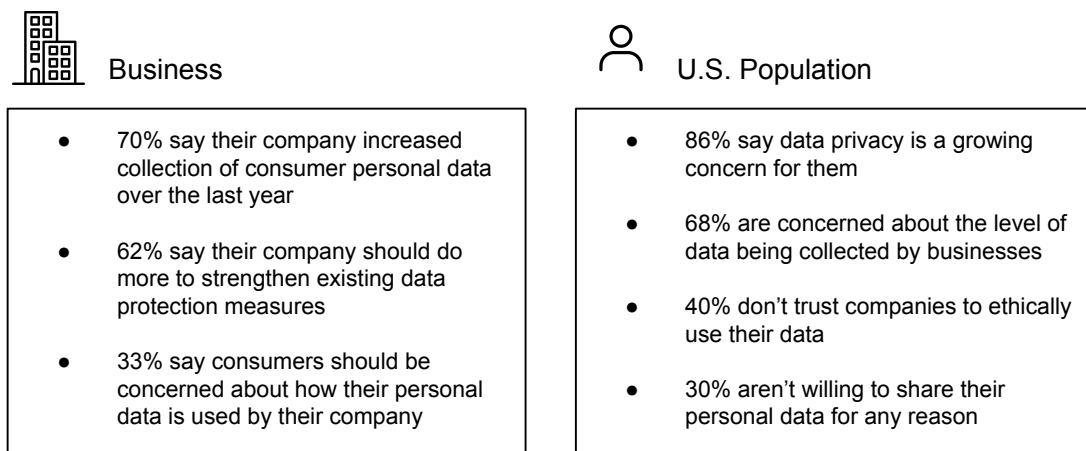 Business
● 70% say their company increased
collection of consumer personal data
over the last year
● 62% say their company should do
more to strengthen existing data
protection measures
● 33% say consumers should be
concerned about how their personal
data is used by their company
U.S. Population
● 86% say data privacy is a growing
concern for them
● 68% are concerned about the level of
data being collected by businesses
● 40% don’t trust companies to ethically
use their data
● 30% aren’t willing to share their
personal data for any reason